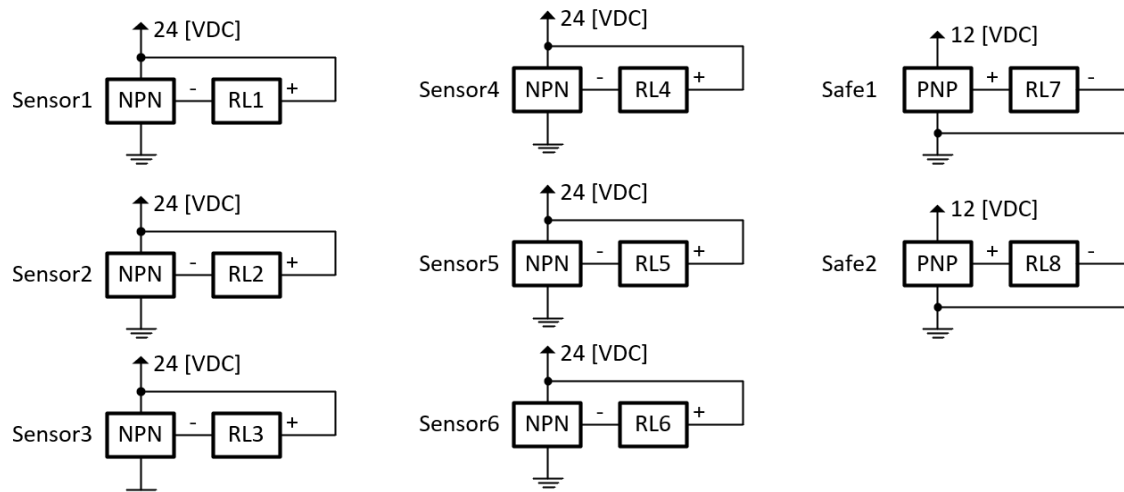 24 [VDC]
Sensor1 NPN - RL1 +
24 [VDC]
Sensor2 NPN - RL2 +
24 [VDC]
Sensor3 NPN - RL3 +
24 [VDC]
Sensor4 NPN - RL4 +
24 [VDC]
Sensor5 NPN - RL5 +
24 [VDC]
Sensor6 NPN - RL6 +
12 [VDC]
Safe1 PNP + RL7 -
12 [VDC]
Safe2 PNP + RL8 -